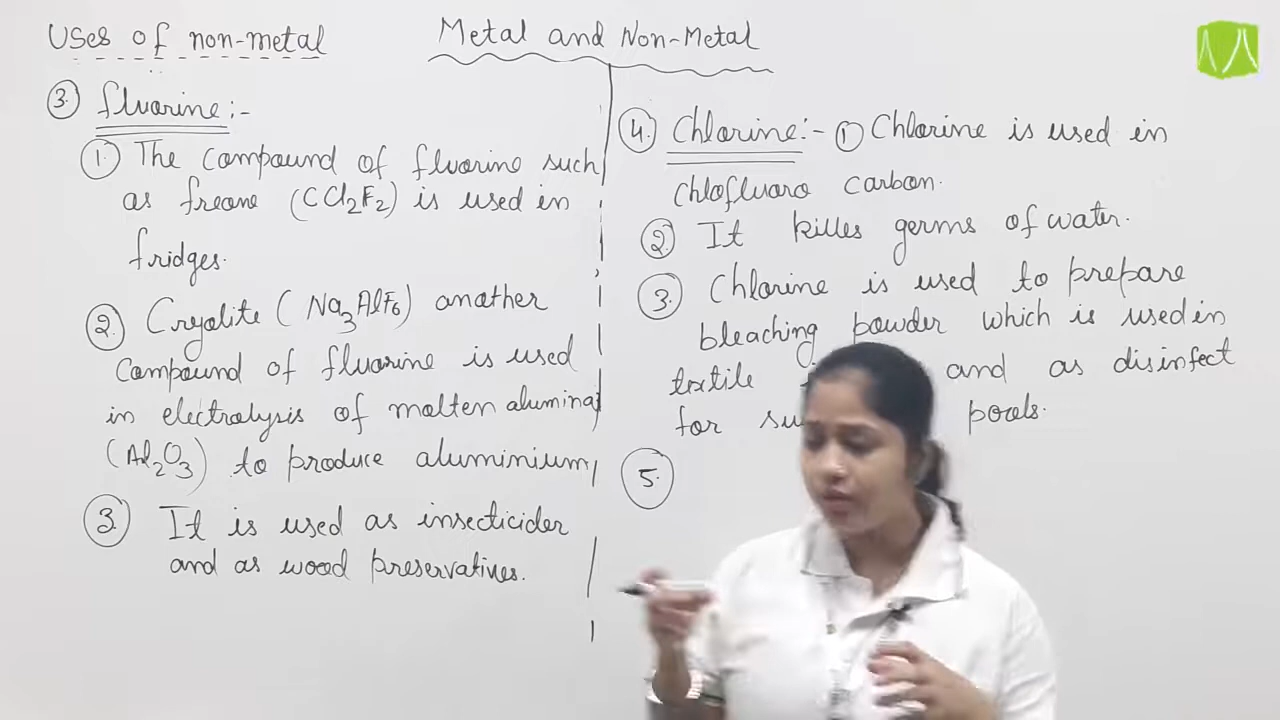 Uses of non-metal
Metal and Non-Metal
3. fluorine:-
1. The compound of fluorine such
as freone (CCl2F2) is used in
fridges.
2. Cryolite (Na3AlF6) another
compound of fluorine is used
in electrolysis of molten alumina
(Al2O3) to produce aluminium
3. It is used as insecticider
and as wood preservatives.
4. Chlorine:- 1 Chlorine is used in
chlofluoro carbon.
2 It killes germs of water.
3. Chlorine is used to prepare
bleaching powder which is used in
textile and as disinfect
for pools.
5.